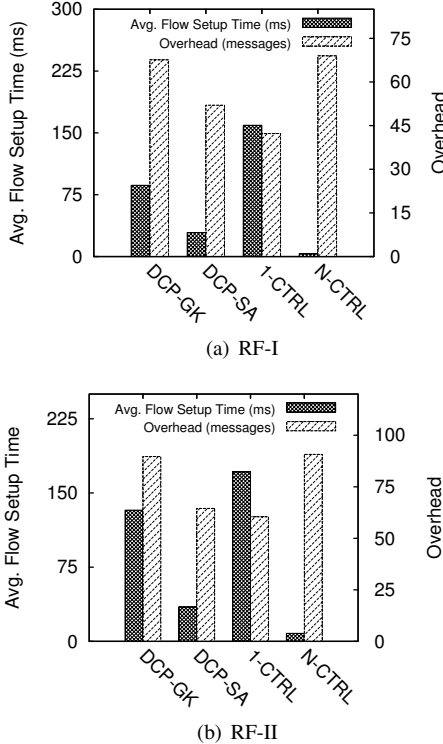 300
225
150
75
0
Avg. Flow Setup Time (ms)
Avg. Flow Setup Time (ms)
Overhead (messages)
75
60
45
30
15
0
Overhead
DCP-GK
DCP-SA
1-CTRL
N-CTRL
(a) RF-I
225
150
75
0
Avg. Flow Setup Time
Avg. Flow Setup Time (ms)
Overhead (messages)
100
75
50
25
0
Overhead
DCP-GK
DCP-SA
1-CTRL
N-CTRL
(b) RF-II